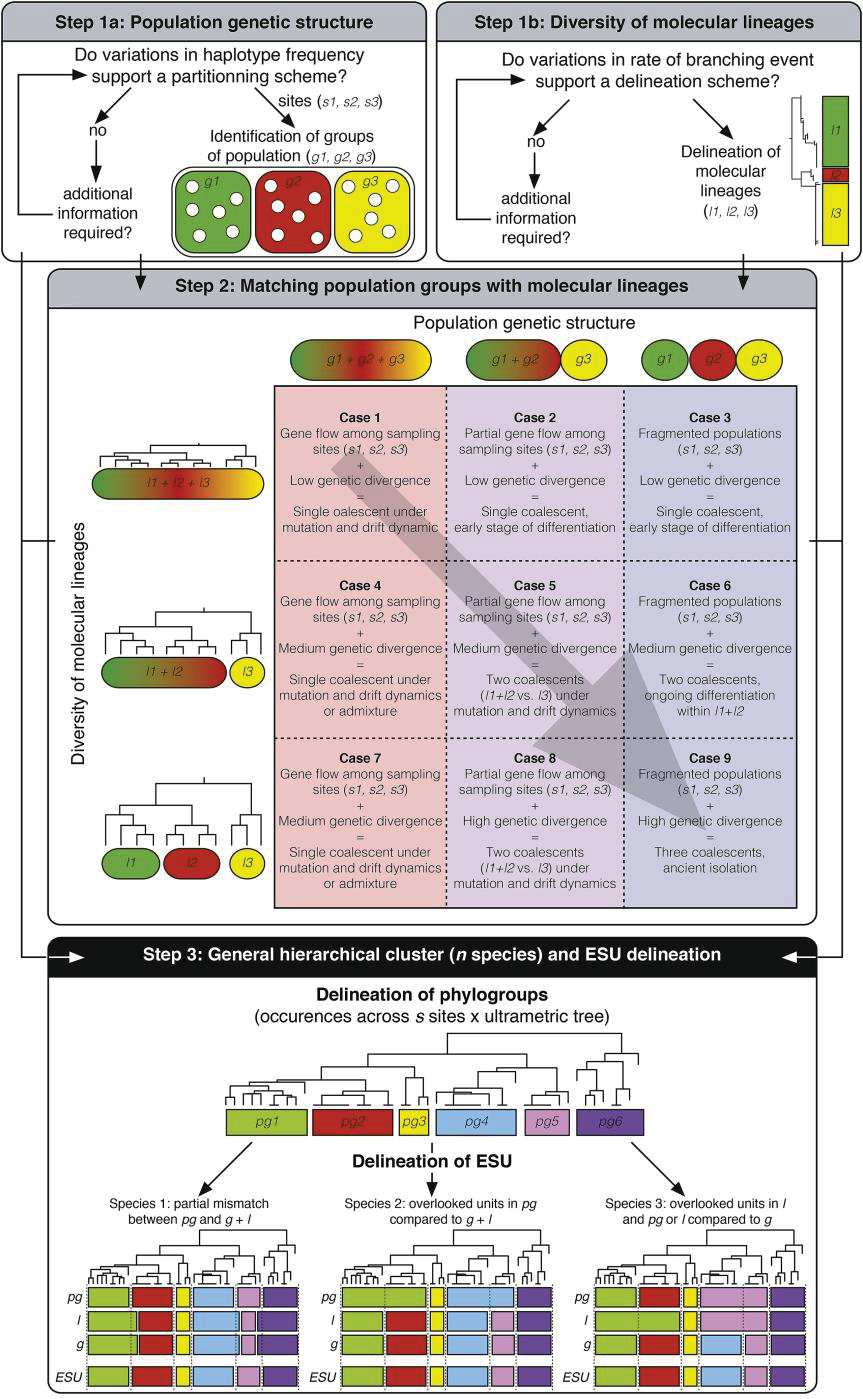 Step 1a: Population genetic structure
Do variations in haplotype frequency
support a partitionning scheme?
no
sites (s1, s2, s3)
Identification of groups
of population (g1, g2, g3)
additional
information
required?
g1
g2
g3
Step 1b: Diversity of molecular lineages
Do variations in rate of branching event
support a delineation scheme?
no
Delineation of
molecular
lineages
(l1, l2, l3)
additional
information
required?
l1
l2
l3
Step 2: Matching population groups with molecular lineages
Population genetic structure
g1 + g2 + g3
g1 + g2
g3
g1
g2
g3
Diversity of molecular lineages
l1 + l2 + l3
Case 1
Gene flow among sampling
sites (s1, s2, s3)
+
Low genetic divergence
=
Single oalescent under
mutation and drift dynamic
Case 2
Partial gene flow among
sampling sites (s1, s2, s3)
+
Low genetic divergence
=
Single coalescent,
early stage of differentiation
Case 3
Fragmented populations
(s1, s2, s3)
+
Low genetic divergence
=
Single coalescent,
early stage of differentiation
l1 + l2
l3
Case 4
Gene flow among sampling
sites (s1, s2, s3)
+
Medium genetic divergence
=
Single coalescent under
mutation and drift dynamics
or admixture
Case 5
Partial gene flow among
sampling sites (s1, s2, s3)
+
Medium genetic divergence
=
Two coalescents
(l1+l2 vs. l3) under
mutation and drift dynamics
Case 6
Fragmented populations
(s1, s2, s3)
+
Medium genetic divergence
=
Two coalescents,
ongoing differentiation
within l1+l2
l1
l2
l3
Case 7
Gene flow among sampling
sites (s1, s2, s3)
+
Medium genetic divergence
=
Single coalescent under
mutation and drift dynamics
or admixture
Case 8
Partial gene flow among
sampling sites (s1, s2, s3)
+
High genetic divergence
=
Two coalescents
(l1+l2 vs. l3) under
mutation and drift dynamics
Case 9
Fragmented populations
(s1, s2, s3)
+
High genetic divergence
=
Three coalescents,
ancient isolation
Step 3: General hierarchical cluster (n species) and ESU delineation
Delineation of phylogroups
(occurences across s sites x ultrametric tree)
pg1
pg2
pg3
pg4
pg5
pg6
Delineation of ESU
Species 1: partial mismatch
between pg and g + l
Species 2: overlooked units in pg
compared to g + l
Species 3: overlooked units in l
and pg or l compared to g
pg
l
g
ESU
pg
l
g
ESU
pg
l
g
ESU